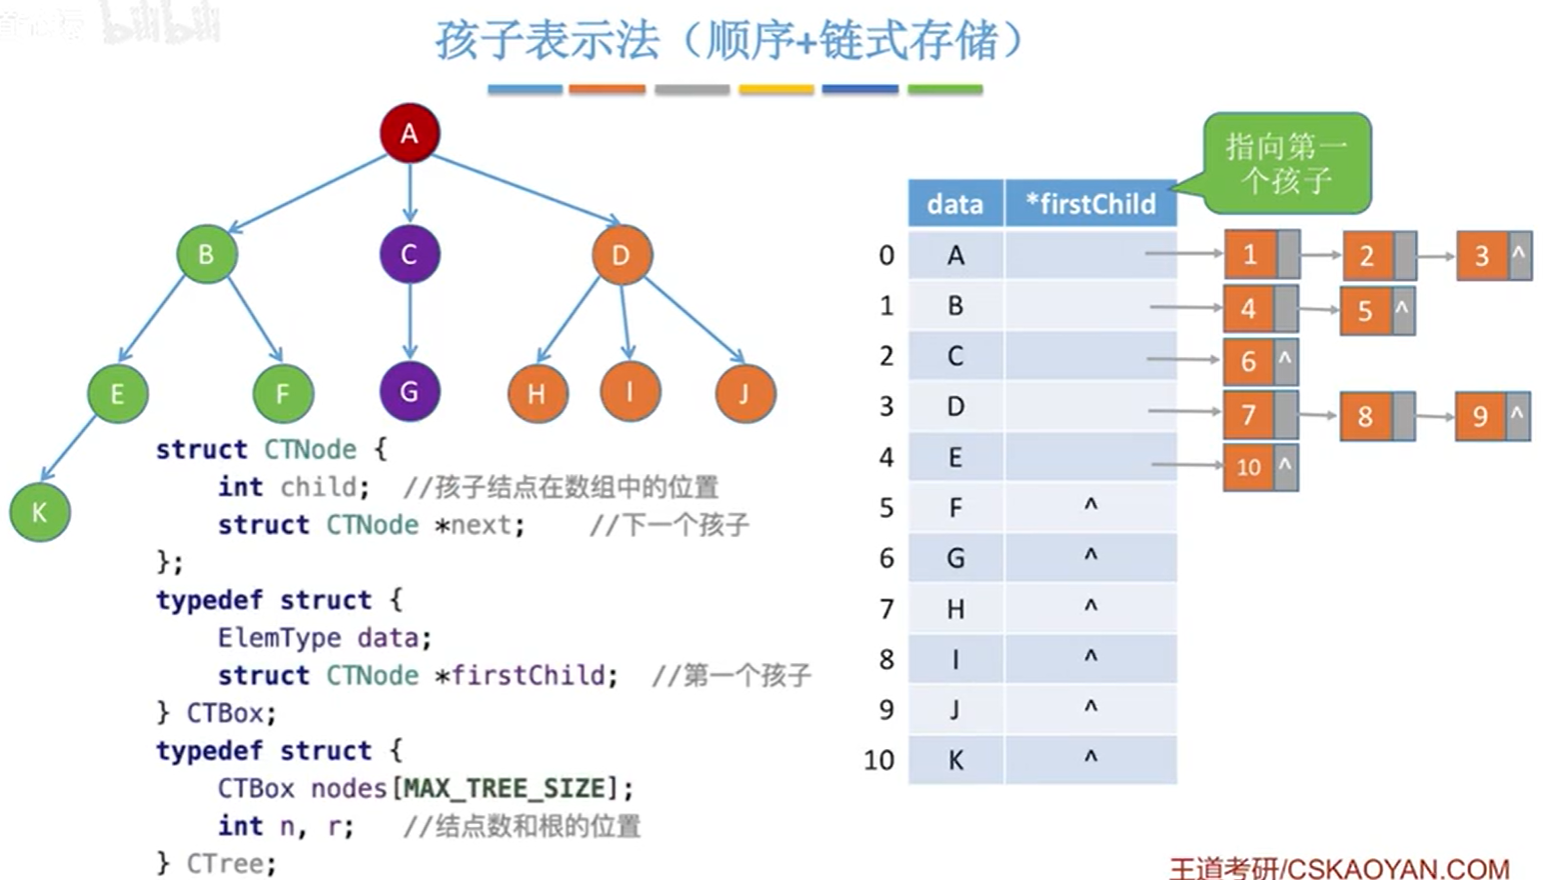 bilibili
孩子表示法（顺序+链式存储）
A
B
C
D
E
F
G
H
I
J
K
struct CTNode {
int child; //孩子结点在数组中的位置
struct CTNode *next; //下一个孩子
};
typedef struct {
ElemType data;
struct CTNode *firstChild; //第一个孩子
} CTBox;
typedef struct {
CTBox nodes[MAX_TREE_SIZE];
int n, r; //结点数和根的位置
} CTree;
指向第一
个孩子
data *firstChild
0 A 1 2 3 ^
1 B 4 5 ^
2 C 6 ^
3 D 7 8 9 ^
4 E 10 ^
5 F ^
6 G ^
7 H ^
8 I ^
9 J ^
10 K ^
王道考研/CSKAOYAN.COM